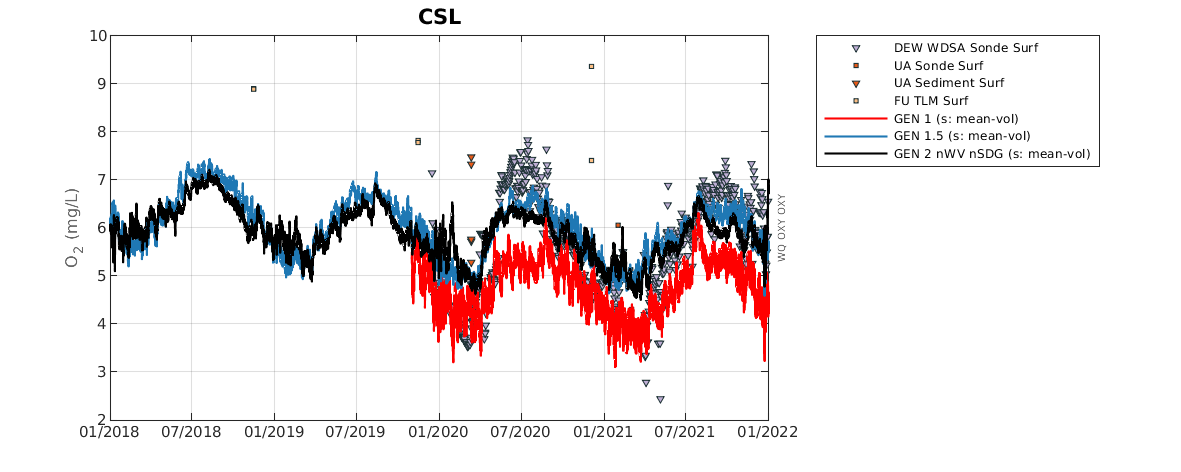 CSL
10
9
8
7
6
5
4
3
2
O2 (mg/L)
01/2018 07/2018 01/2019 07/2019 01/2020 07/2020 01/2021 07/2021 01/2022
WQ OXY OXY
DEW WDSA Sonde Surf
UA Sonde Surf
UA Sediment Surf
FU TLM Surf
GEN 1 (s: mean-vol)
GEN 1.5 (s: mean-vol)
GEN 2 nWV nSDG (s: mean-vol)